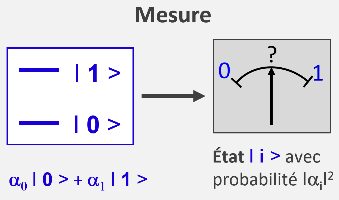 Mesure
| 1 >
| 0 >
?
0 1
α₀ | 0 > + α₁ | 1 >
État | i > avec
probabilité |αᵢ|²